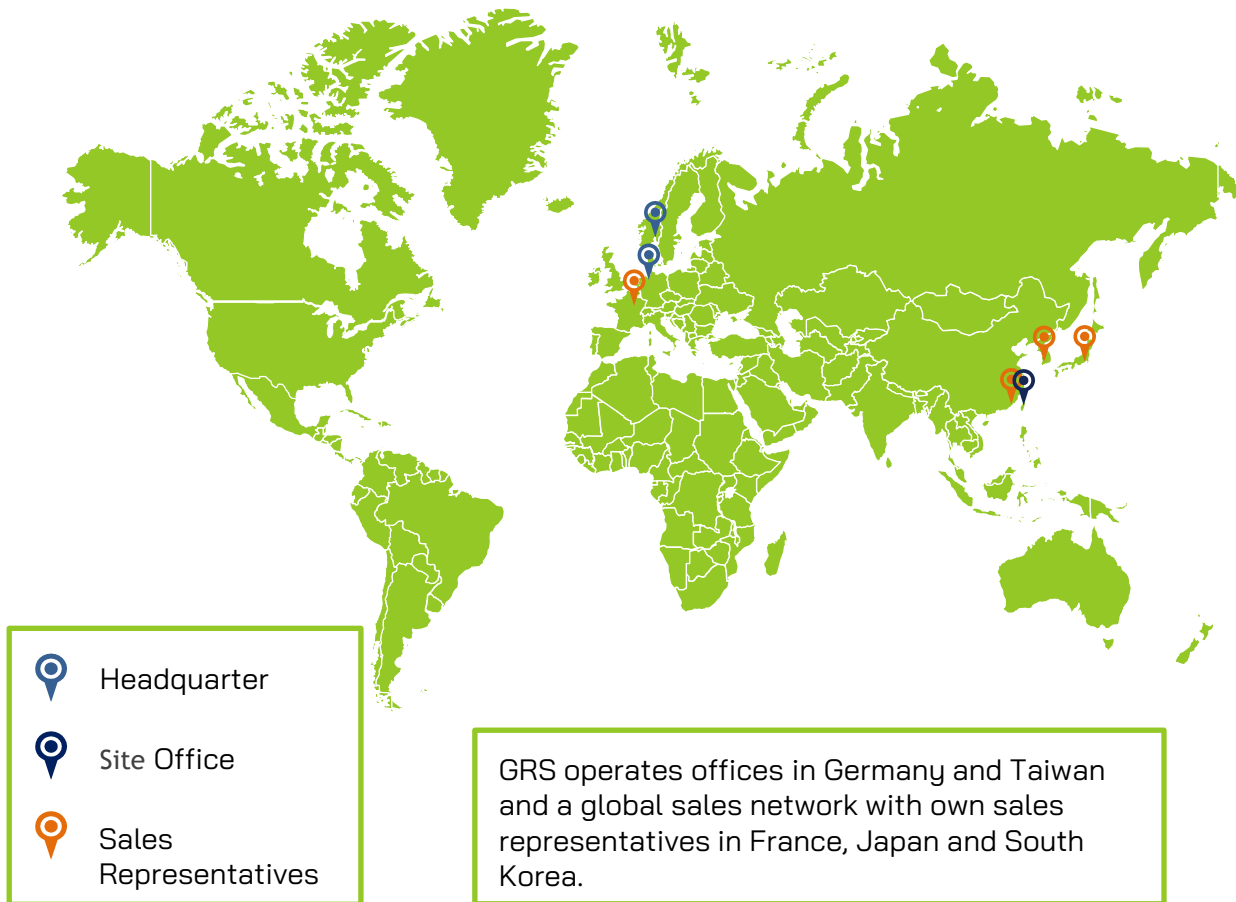 Headquarter
Site Office
Sales
Representatives
GRS operates offices in Germany and Taiwan
and a global sales network with own sales
representatives in France, Japan and South
Korea.